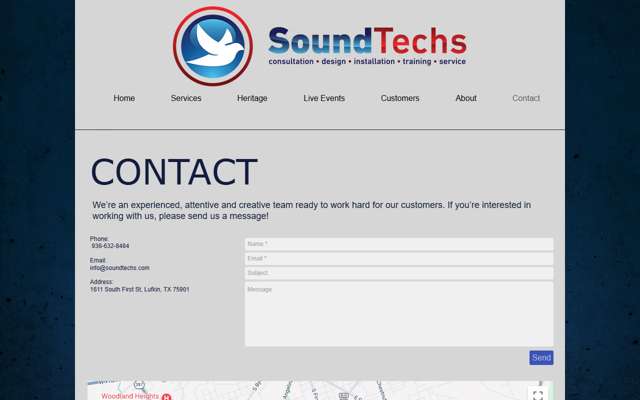 SoundTechs
consultation • design • installation • training • service
Home Services Heritage Live Events Customers About Contact
CONTACT
We're an experienced, attentive and creative team ready to work hard for our customers. If you're interested in
working with us, please send us a message!
Phone:
936-632-8484
Email:
info@soundtechs.com
Address:
1611 South First St, Lufkin, TX 75901
Name *
Email *
Subject
Message
Send
Woodland Heights
H